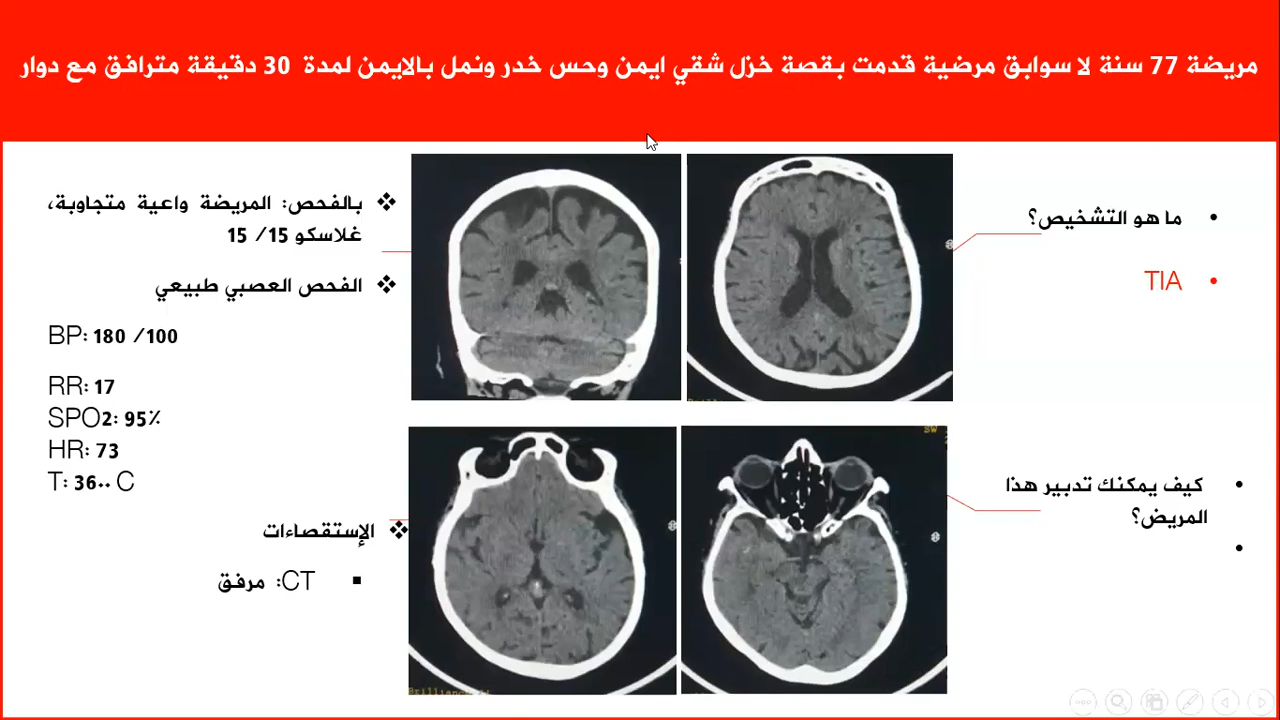 مريضة 77 سنة لا سوابق مرضية قدمت بقصة خزل شقي ايمن وحس خدر ونمل بالايمن لمدة 30 دقيقة مترافق مع دوار
• ما هو التشخيص؟
• TIA
• كيف يمكنك تدبير هذا
المريض؟
•
❖ بالفحص: المريضة واعية متجاوبة،
غلاسكو 15/ 15
❖ الفحص العصبي طبيعي
BP: 180 /100
RR: 17
SPO2: 95٪
HR: 73
T: 36.. C
❖ الإستقصاءات
▪ CT: مرفق
SW